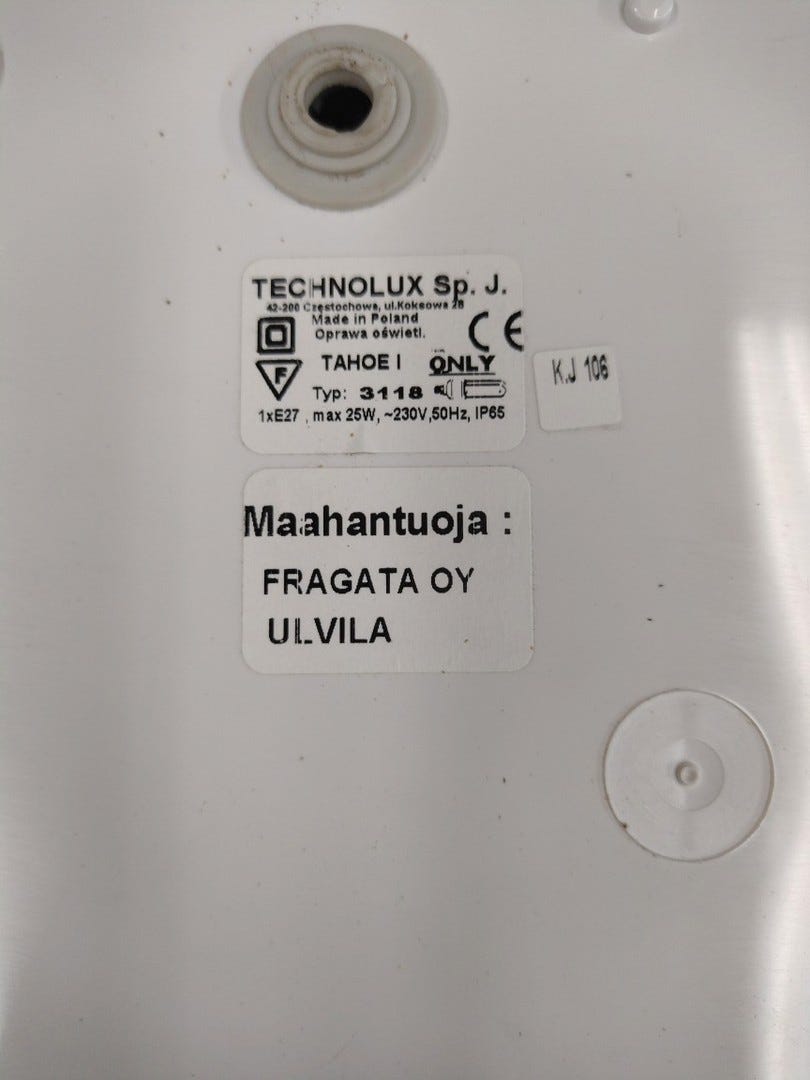 TECHNOLUX Sp. J.
42-200 Częstochowa, ul.Koksowa 28
Made in Poland
Oprawa oświetl.
CE
F
TAHOE I ONLY
Typ: 3118
1xE27 , max 25W, ~230V,50Hz, IP65
K.J 106
Maahantuoja :
FRAGATA OY
ULVILA